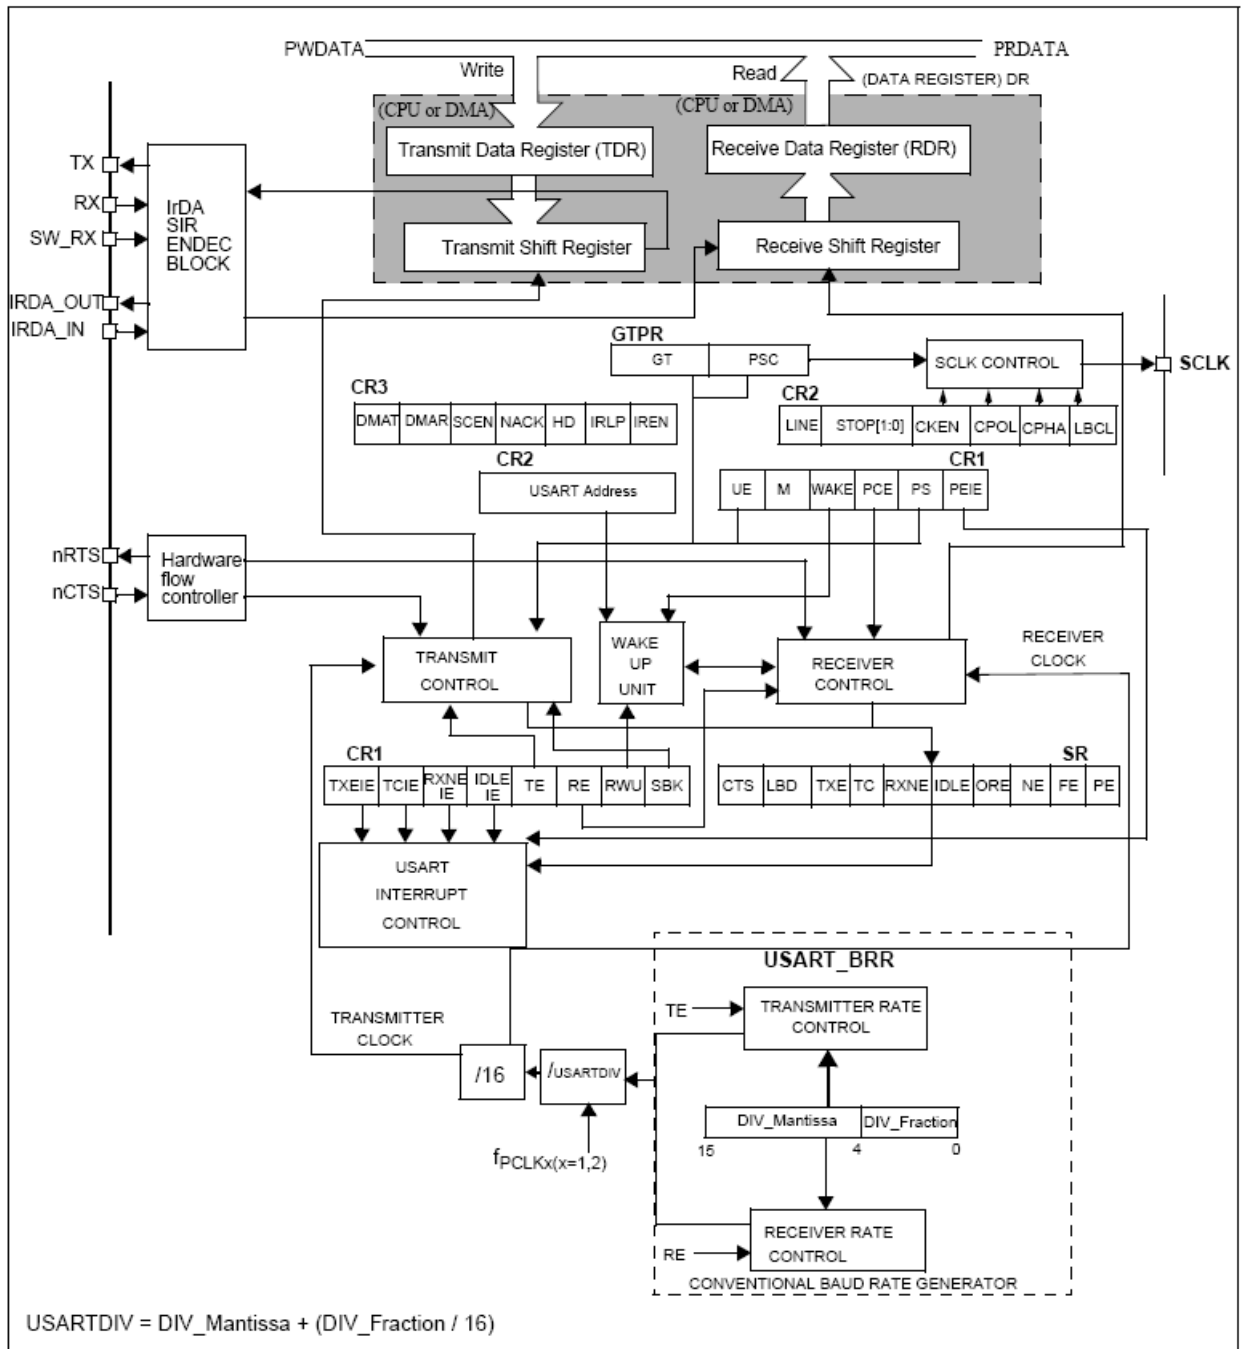 PWDATA
PRDATA
Write
Read
(DATA REGISTER) DR
(CPU or DMA)
(CPU or DMA)
TX
Transmit Data Register (TDR)
Receive Data Register (RDR)
RX
IrDA
SIR
ENDEC
BLOCK
SW_RX
Transmit Shift Register
Receive Shift Register
IRDA_OUT
IRDA_IN
GTPR
GT
PSC
SCLK CONTROL
SCLK
CR3
DMAT DMAR SCEN NACK HD IRLP IREN
CR2
LINE STOP[1:0] CKEN CPOL CPHA LBCL
CR2
USART Address
CR1
UE M WAKE PCE PS PEIE
nRTS
nCTS
Hardware
flow
controller
TRANSMIT
CONTROL
WAKE
UP
UNIT
RECEIVER
CONTROL
RECEIVER
CLOCK
CR1
TXEIE TCIE RXNE IE IDLE IE TE RE RWU SBK
SR
CTS LBD TXE TC RXNE IDLE ORE NE FE PE
USART
INTERRUPT
CONTROL
USART_BRR
TE
TRANSMITTER RATE
CONTROL
TRANSMITTER
CLOCK
/16
/USARTDIV
DIV_Mantissa DIV_Fraction
15 4 0
fPCLKx(x=1,2)
RE
RECEIVER RATE
CONTROL
CONVENTIONAL BAUD RATE GENERATOR
USARTDIV = DIV_Mantissa + (DIV_Fraction / 16)